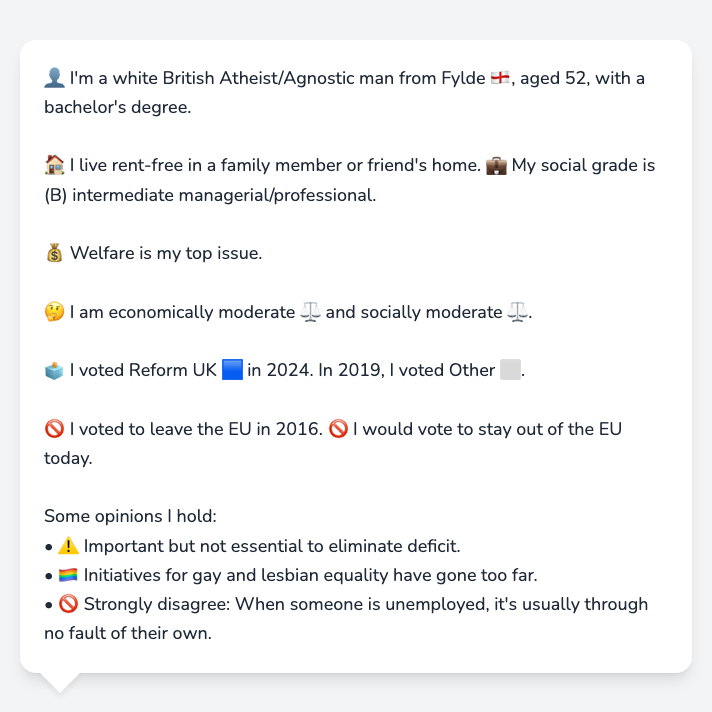 👤 I'm a white British Atheist/Agnostic man from Fylde 🏴󠁧󠁢󠁥󠁮󠁧󠁿, aged 52, with a
bachelor's degree.
🏠 I live rent-free in a family member or friend's home. 💼 My social grade is
(B) intermediate managerial/professional.
💰 Welfare is my top issue.
🤔 I am economically moderate ⚖️ and socially moderate ⚖️.
🗳️ I voted Reform UK 🟦 in 2024. In 2019, I voted Other ⬜.
🚫 I voted to leave the EU in 2016. 🚫 I would vote to stay out of the EU
today.
Some opinions I hold:
• ⚠️ Important but not essential to eliminate deficit.
• 🏳️‍🌈 Initiatives for gay and lesbian equality have gone too far.
• 🚫 Strongly disagree: When someone is unemployed, it's usually through
no fault of their own.